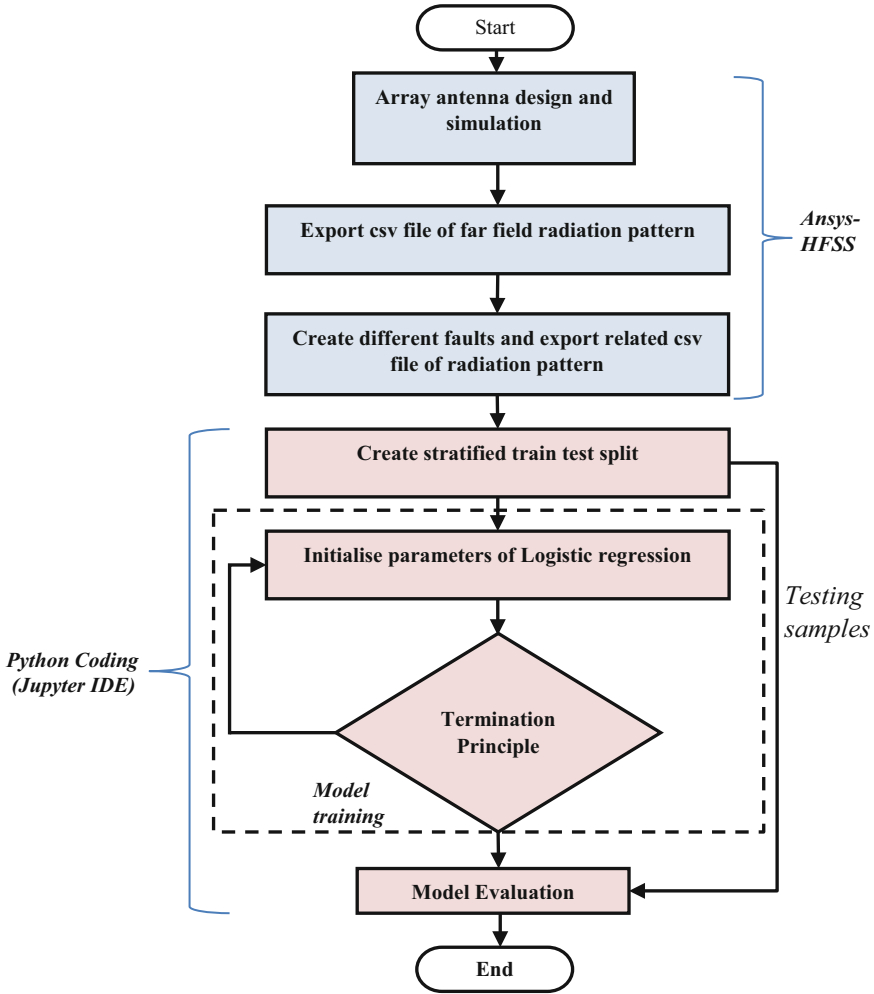 Start
Array antenna design and
simulation
Export csv file of far field radiation pattern
Ansys-
HFSS
Create different faults and export related csv
file of radiation pattern
Create stratified train test split
Initialise parameters of Logistic regression
Testing
samples
Python Coding
(Jupyter IDE)
Termination
Principle
Model
training
Model Evaluation
End